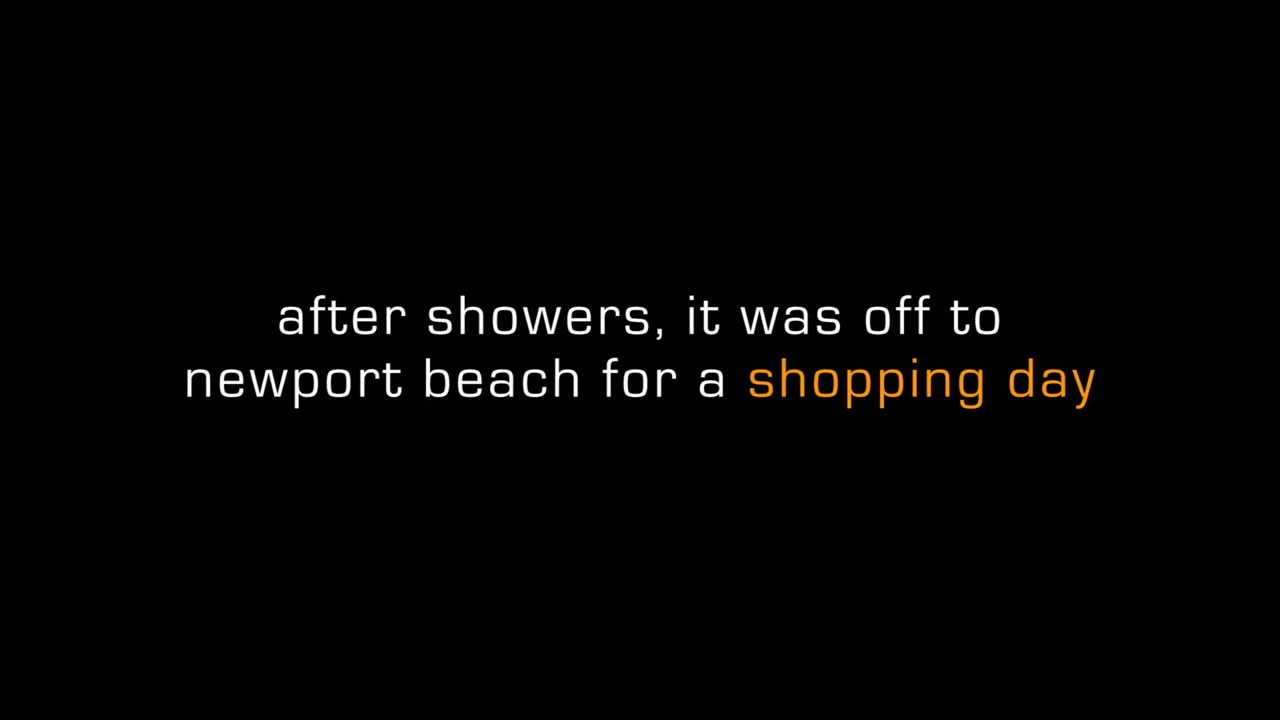 after showers, it was off to
newport beach for a shopping day